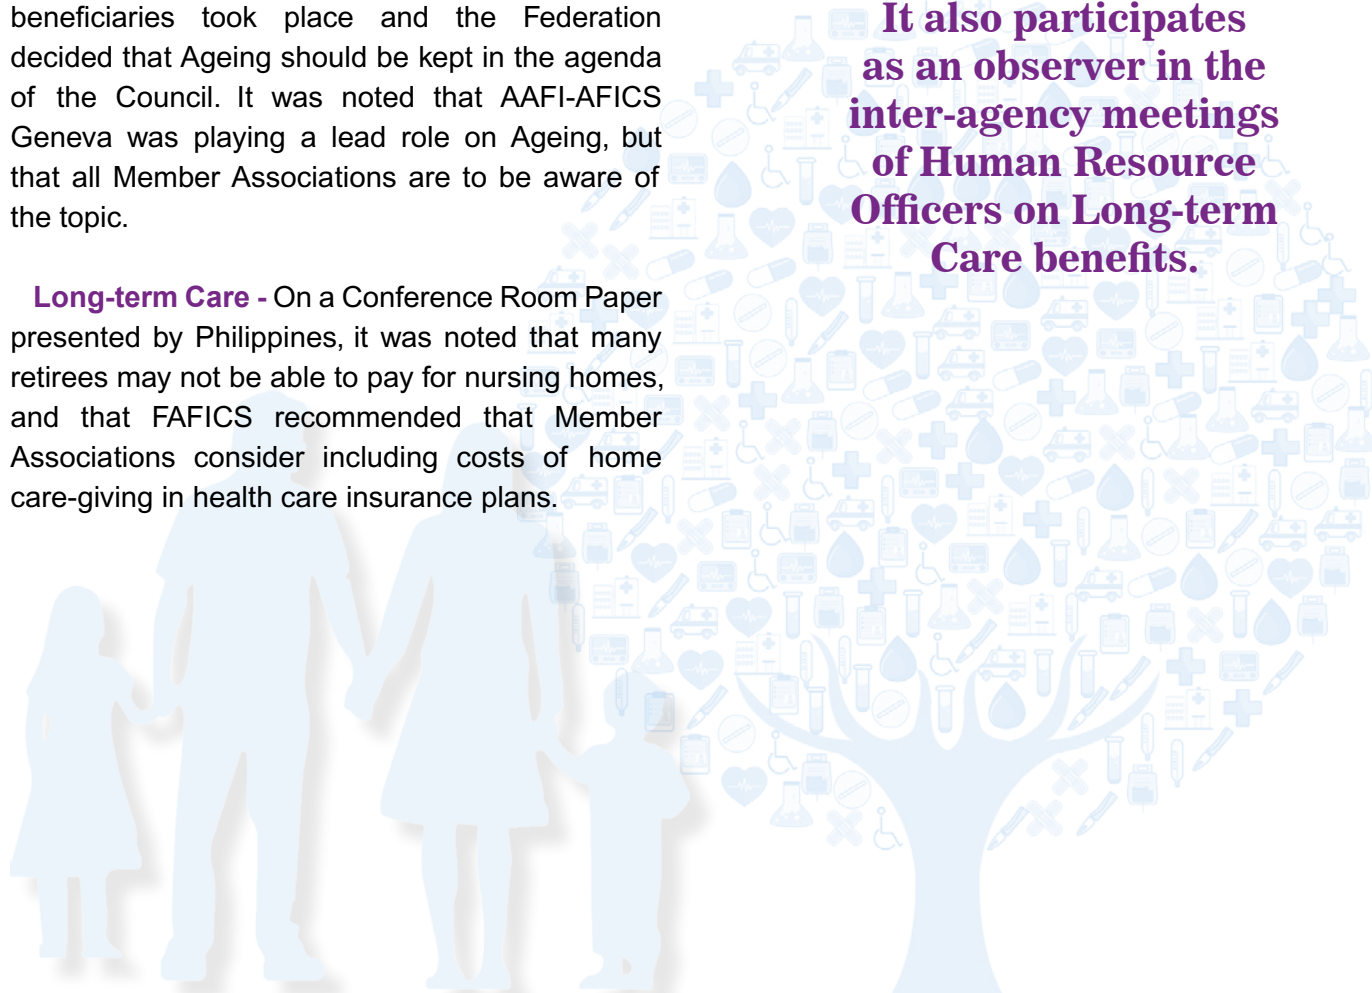 beneficiaries took place and the Federation
decided that Ageing should be kept in the agenda
of the Council. It was noted that AAFI-AFICS
Geneva was playing a lead role on Ageing, but
that all Member Associations are to be aware of
the topic.
Long-term Care - On a Conference Room Paper
presented by Philippines, it was noted that many
retirees may not be able to pay for nursing homes,
and that FAFICS recommended that Member
Associations consider including costs of home
care-giving in health care insurance plans.
It also participates
as an observer in the
inter-agency meetings
of Human Resource
Officers on Long-term
Care benefits.